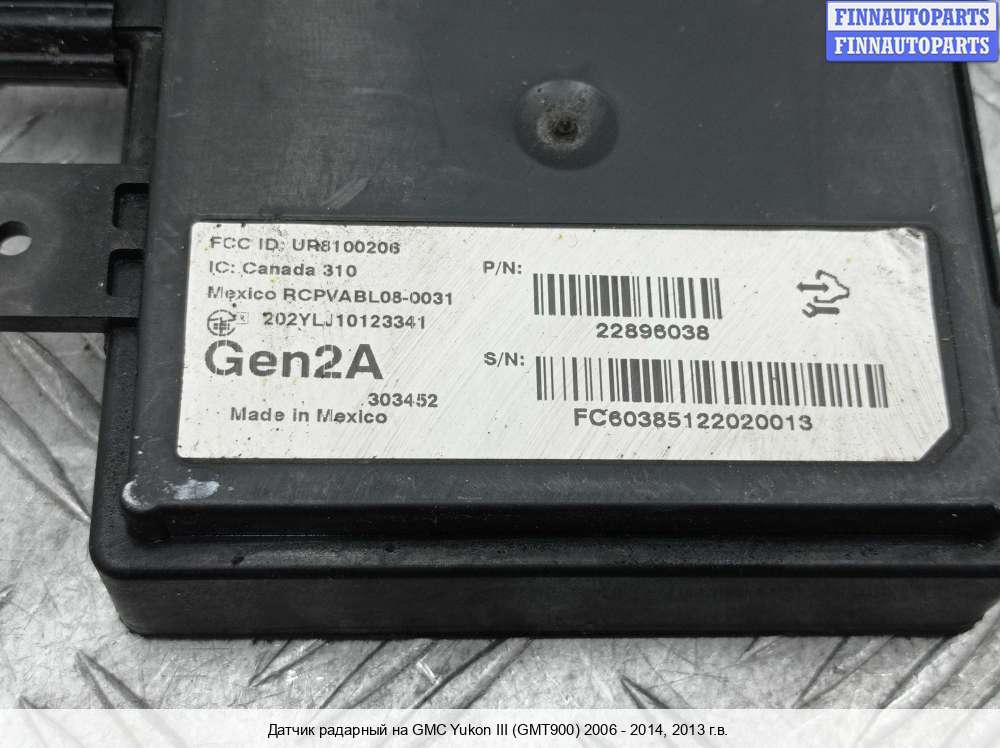 FINNAUTOPARTS
FINNAUTOPARTS
FCC ID: UR8100206
IC: Canada 310
Mexico RCPVABL08-0031
202YLJ10123341
Gen2A
303452
Made in Mexico
P/N:
22896038
S/N:
FC60385122020013
Датчик радарный на GMC Yukon III (GMT900) 2006 - 2014, 2013 г.в.